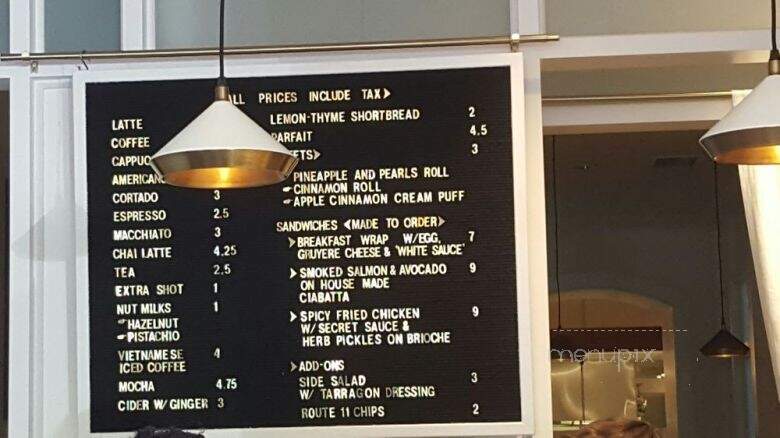 ALL PRICES INCLUDE TAX
LATTE
COFFEE
AMERICANO
CORTADO 3
ESPRESSO 2.5
MACCHIATO 3
CHAI LATTE 4.25
TEA 2.5
EXTRA SHOT 1
NUT MILKS 1
HAZELNUT
PISTACHIO
VIETNAMESE 4
ICED COFFEE
MOCHA 4.75
CIDER W/ GINGER 3
LEMON-THYME SHORTBREAD 2
PARFAIT 4.5
3
PINEAPPLE AND PEARLS ROLL
CINNAMON ROLL
APPLE CINNAMON CREAM PUFF
SANDWICHES <MADE TO ORDER>
BREAKFAST WRAP W/EGG, 7
GRUYERE CHEESE & 'WHITE SAUCE'
SMOKED SALMON & AVOCADO 9
ON HOUSE MADE
CIABATTA
SPICY FRIED CHICKEN 9
W/ SECRET SAUCE &
HERB PICKLES ON BRIOCHE
ADD-ONS
SIDE SALAD 3
W/ TARRAGON DRESSING
ROUTE 11 CHIPS 2
menupix